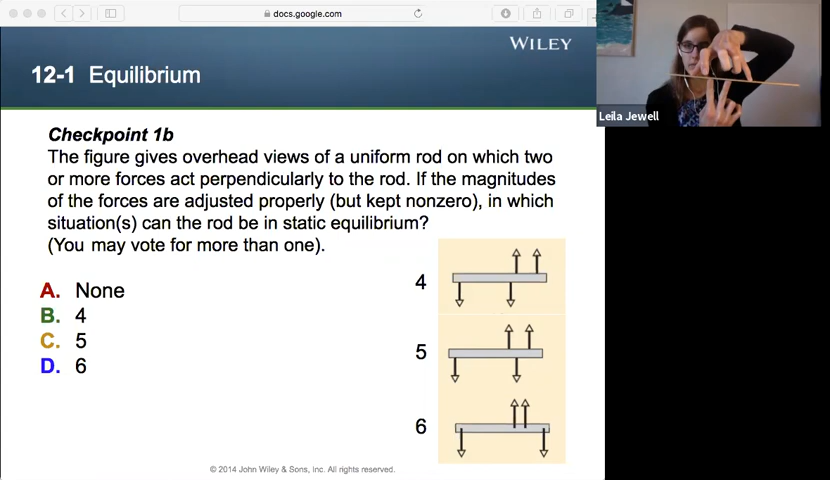 docs.google.com
WILEY
12-1 Equilibrium
Leila Jewell
Checkpoint 1b
The figure gives overhead views of a uniform rod on which two
or more forces act perpendicularly to the rod. If the magnitudes
of the forces are adjusted properly (but kept nonzero), in which
situation(s) can the rod be in static equilibrium?
(You may vote for more than one).
A. None
B. 4
C. 5
D. 6
4
5
6
© 2014 John Wiley & Sons, Inc. All rights reserved.